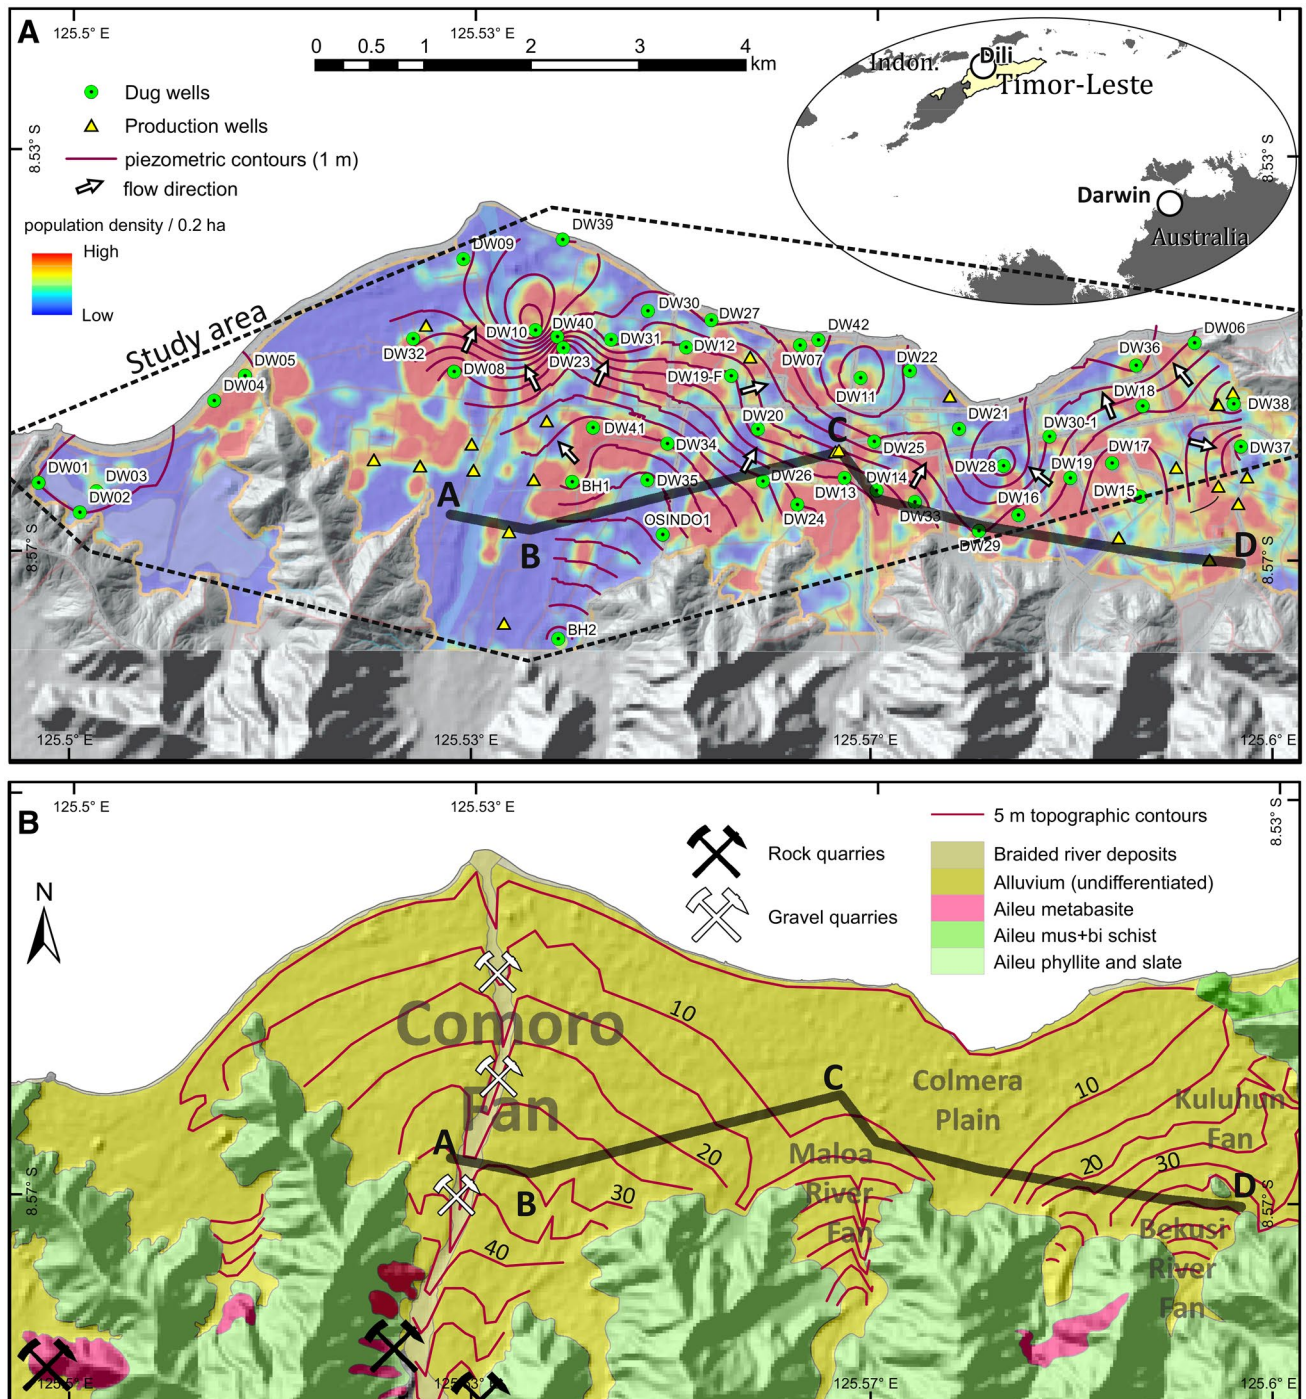 A
125.5° E
125.53° E
0 0.5 1 2 3 4
km
Indon.
Dili
Timor-Leste
Darwin
Australia
8.53° S
8.53° S
Dug wells
Production wells
piezometric contours (1 m)
flow direction
population density / 0.2 ha
High
Low
Study area
DW39
DW09
DW30
DW27
DW42
DW06
DW10
DW40
DW31
DW12
DW07
DW22
DW36
DW32
DW23
DW05
DW08
DW19-F
DW11
DW18
DW38
DW04
DW20
DW21
DW30-1
DW41
C
DW34
DW25
DW17
DW37
DW01
DW03
DW28
DW19
DW02
A
BH1
DW35
DW26
DW14
DW13
DW16
DW15
OSINDO1
DW24
DW33
DW29
B
D
8.57° S
8.57° S
BH2
125.5° E
125.53° E
125.57° E
125.6° E
B
125.5° E
125.53° E
8.53° S
N
Rock quarries
Gravel quarries
5 m topographic contours
Braided river deposits
Alluvium (undifferentiated)
Aileu metabasite
Aileu mus+bi schist
Aileu phyllite and slate
Comoro
Fan
10
C
Colmera
Plain
10
Kuluhun
Fan
A
B
20
30
40
Maloa
River
Fan
20
30
D
Bekusi
River
Fan
8.57° S
8.57° S
125.51° E
125.53° E
125.57° E
125.6° E